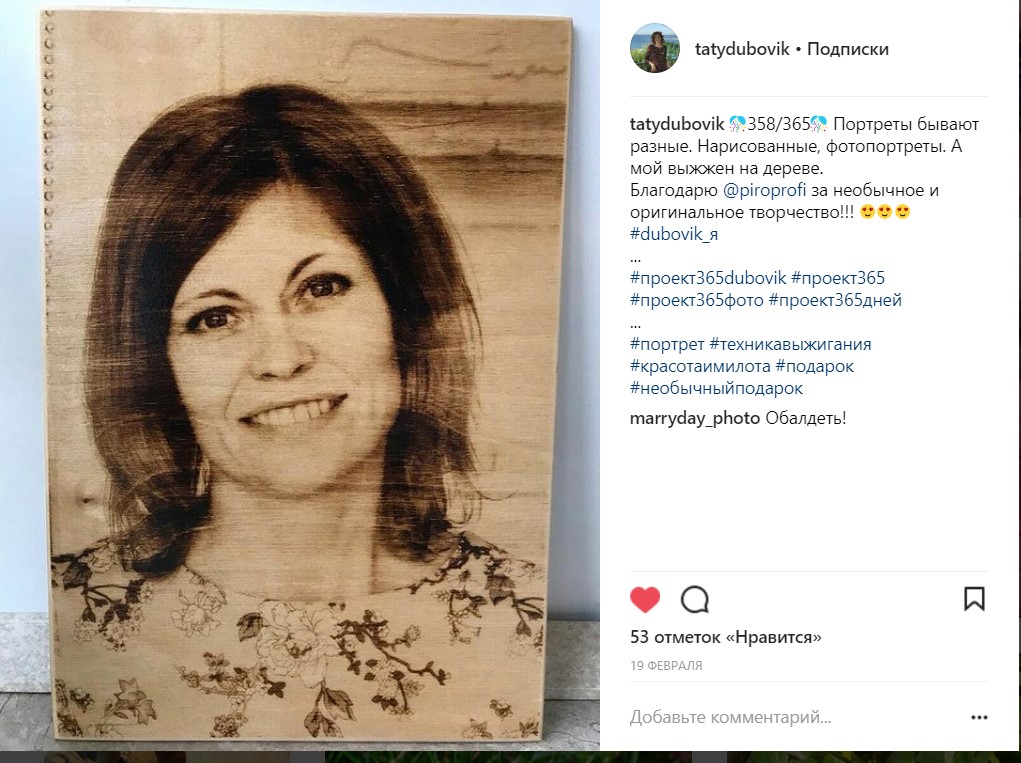 tatydubovik • Подписки
tatydubovik 🎊358/365🎊 Портреты бывают
разные. Нарисованные, фотопортреты. А
мой выжжен на дереве.
Благодарю @piroprofi за необычное и
оригинальное творчество!!! 😍😍😍
#dubovik_я
...
#проект365dubovik #проект365
#проект365фото #проект365дней
...
#портрет #техникавыжигания
#красотаимилота #подарок
#необычныйподарок
marryday_photo Обалдеть!
53 отметок «Нравится»
19 ФЕВРАЛЯ
Добавьте комментарий...